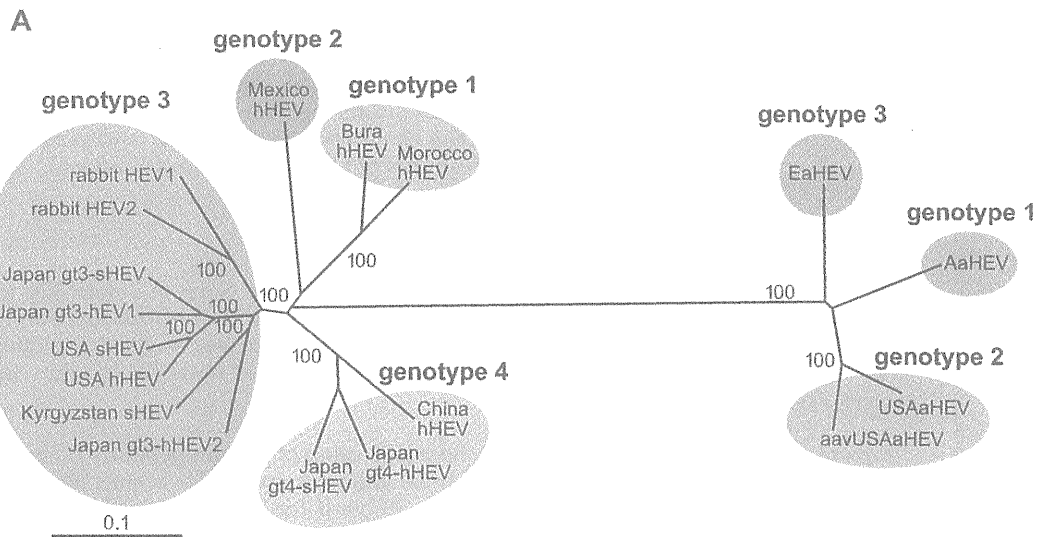 A
genotype 2
Mexico
hHEV
genotype 1
Bura
hHEV
Morocco
hHEV
genotype 3
rabbit HEV1
rabbit HEV2
Japan gt3-sHEV
Japan gt3-hEV1
USA sHEV
USA hHEV
Kyrgyzstan sHEV
Japan gt3-hHEV2
100
100
100
100
100
100
100
genotype 4
China
hHEV
Japan
gt4-hHEV
Japan
gt4-sHEV
0.1
genotype 3
EaHEV
genotype 1
AaHEV
100
100
genotype 2
USAaHEV
aavUSAaHEV